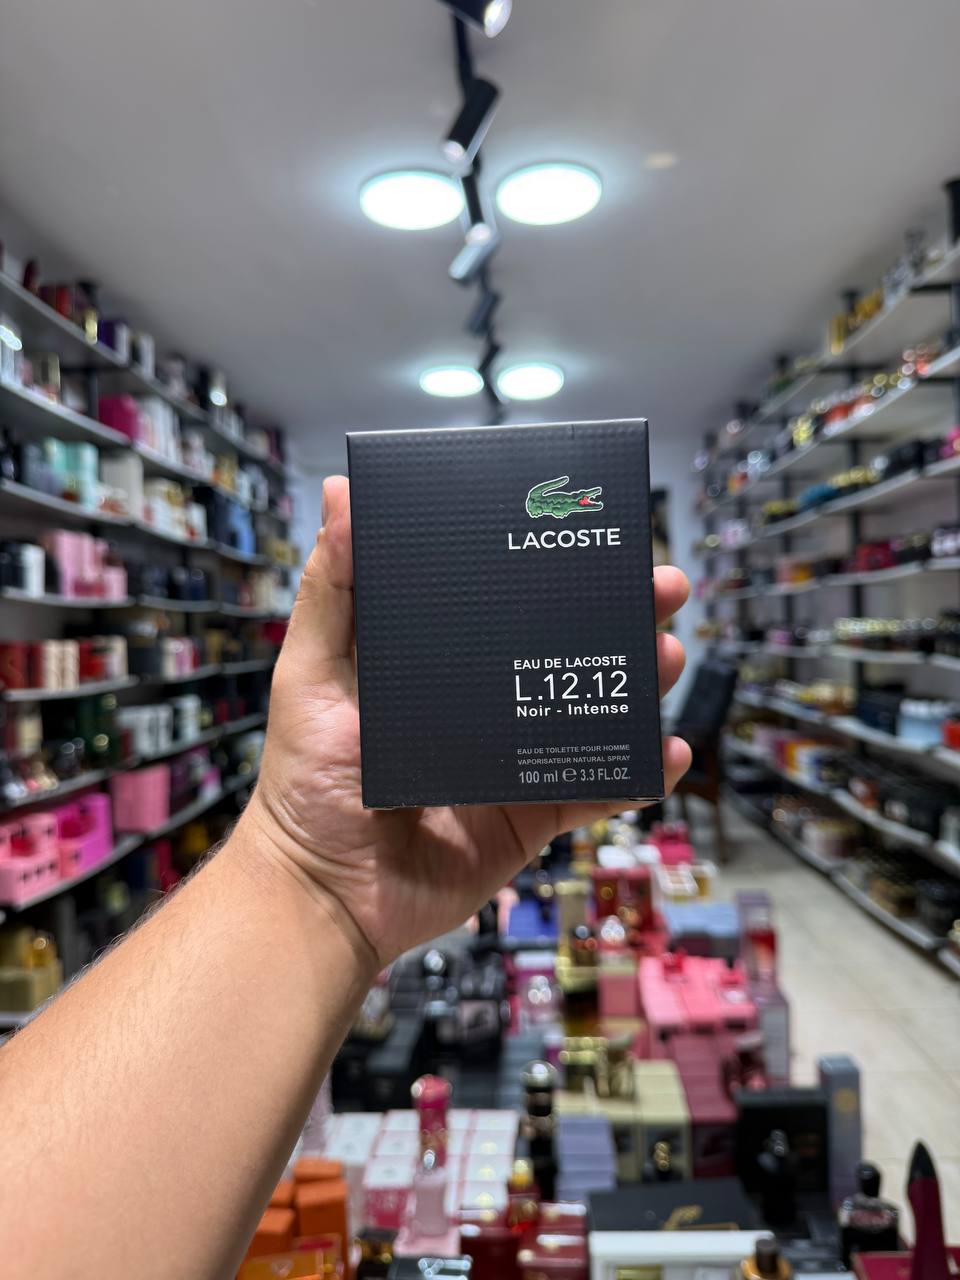 LACOSTE
EAU DE LACOSTE
L.12.12
Noir - Intense
EAU DE TOILETTE POUR HOMME
VAPORISATEUR NATURAL SPRAY
100 ml ℮ 3.3 FL.OZ.